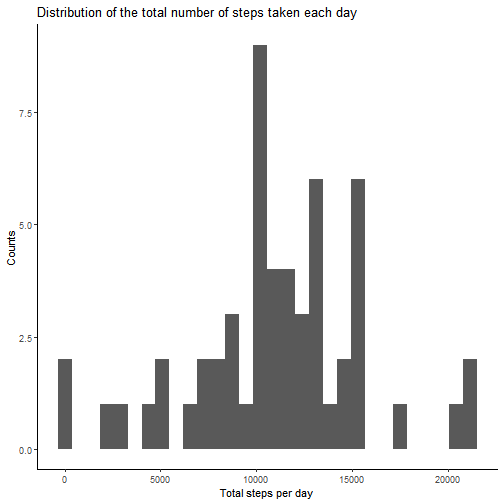 Distribution of the total number of steps taken each day
Counts
7.5
5.0
2.5
0.0
0 5000 10000 15000 20000
Total steps per day